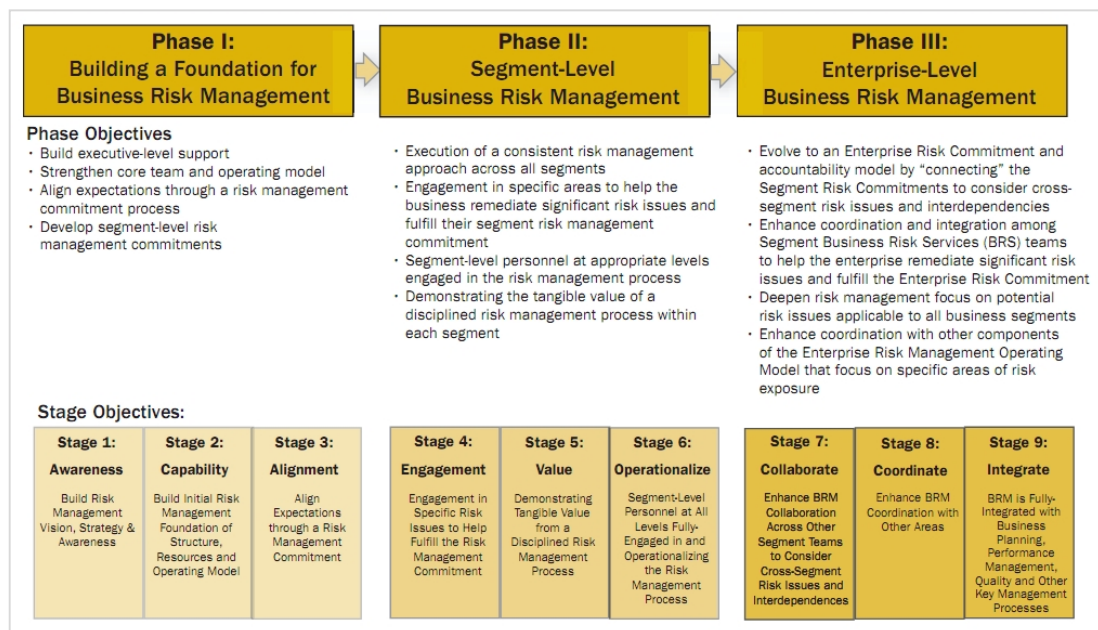 Phase I:
Building a Foundation for
Business Risk Management
Phase II:
Segment-Level
Business Risk Management
Phase III:
Enterprise-Level
Business Risk Management
Phase Objectives
· Build executive-level support
· Strengthen core team and operating model
· Align expectations through a risk management
commitment process
· Develop segment-level risk
management commitments
· Execution of a consistent risk management
approach across all segments
· Engagement in specific areas to help the
business remediate significant risk issues and
fulfill their segment risk management
commitment
· Segment-level personnel at appropriate levels
engaged in the risk management process
· Demonstrating the tangible value of a
disciplined risk management process within
each segment
· Evolve to an Enterprise Risk Commitment and
accountability model by “connecting” the
Segment Risk Commitments to consider cross-
segment risk issues and interdependencies
· Enhance coordination and integration among
Segment Business Risk Services (BRS) teams
to help the enterprise remediate significant risk
issues and fulfill the Enterprise Risk Commitment
· Deepen risk management focus on potential
risk issues applicable to all business segments
· Enhance coordination with other components
of the Enterprise Risk Management Operating
Model that focus on specific areas of risk
exposure
Stage Objectives:
Stage 1:
Awareness
Build Risk
Management
Vision, Strategy &
Awareness
Stage 2:
Capability
Build Initial Risk
Management
Foundation of
Structure,
Resources and
Operating Model
Stage 3:
Alignment
Align
Expectations
through a Risk
Management
Commitment
Stage 4:
Engagement
Engagement in
Specific Risk
Issues to Help
Fulfill the Risk
Management
Commitment
Stage 5:
Value
Demonstrating
Tangible Value
from a
Disciplined Risk
Management
Process
Stage 6:
Operationalize
Segment-Level
Personnel at All
Levels Fully-
Engaged in and
Operationalizing
the Risk
Management
Process
Stage 7:
Collaborate
Enhance BRM
Collaboration
Across Other
Segment Teams
to Consider
Cross-Segment
Risk Issues and
Interdependences
Stage 8:
Coordinate
Enhance BRM
Coordination with
Other Areas
Stage 9:
Integrate
BRM is Fully-
Integrated with
Business
Planning,
Performance
Management,
Quality and Other
Key Management
Processes